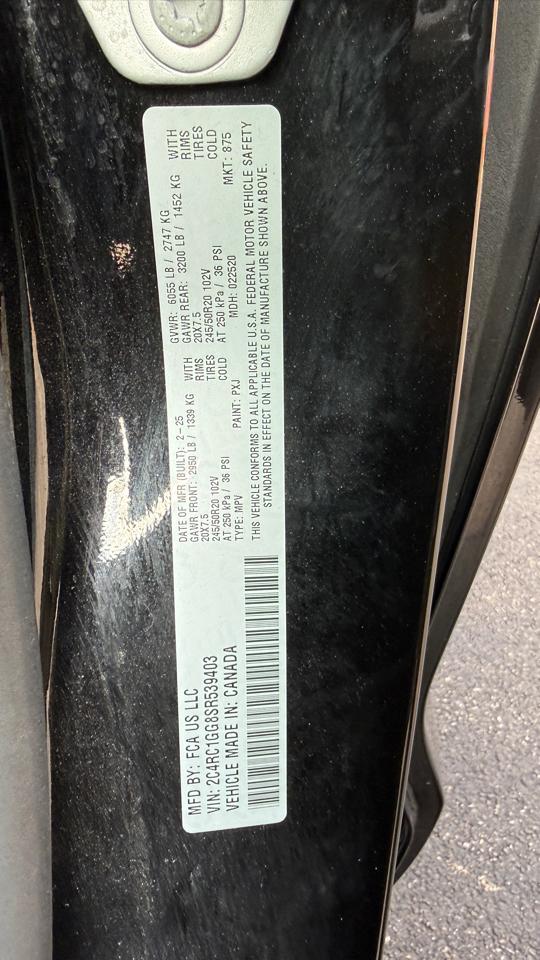 MFD BY: FCA US LLC
VIN: 2C4RC1GG8SR539403
VEHICLE MADE IN: CANADA
DATE OF MFR (BUILT): 2-25
GVWR: 6055 LB / 2747 KG
GAWR FRONT: 2950 LB / 1339 KG WITH
GAWR REAR: 3200 LB / 1452 KG WITH
20X7.5 RIMS
20X7.5 RIMS
245/50R20 102V TIRES
245/50R20 102V TIRES
AT 250 kPa / 36 PSI COLD
AT 250 kPa / 36 PSI COLD
TYPE: MPV PAINT: PXJ MDH: 022520 MKT: 875
THIS VEHICLE CONFORMS TO ALL APPLICABLE U.S.A. FEDERAL MOTOR VEHICLE SAFETY
STANDARDS IN EFFECT ON THE DATE OF MANUFACTURE SHOWN ABOVE.